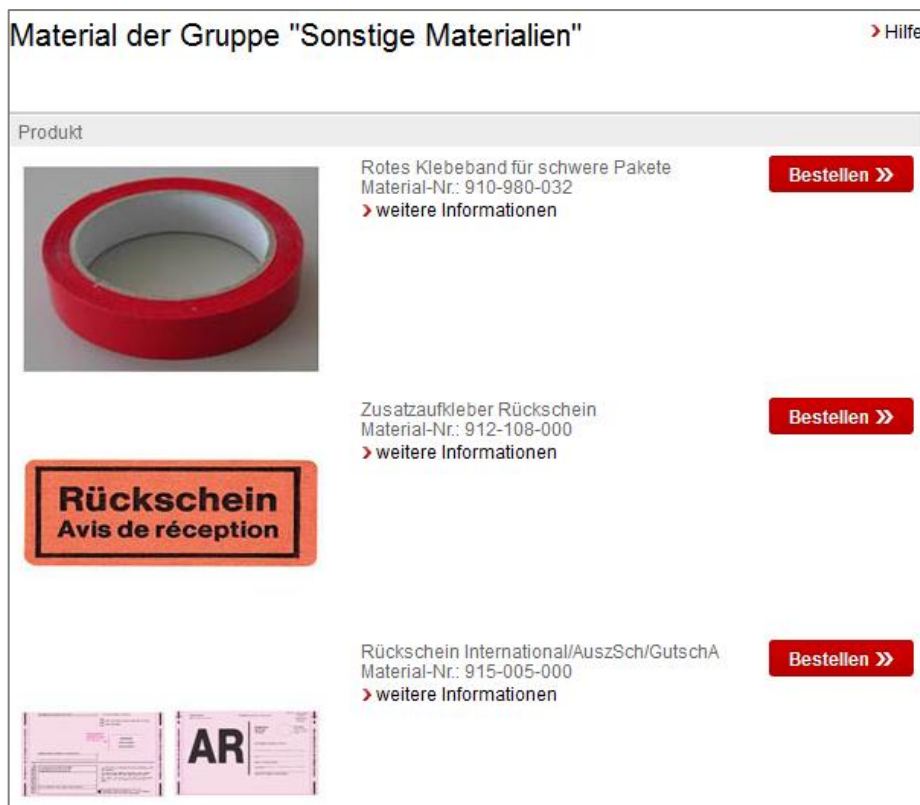 Material der Gruppe "Sonstige Materialien"
Hilfe
Produkt
Rotes Klebeband für schwere Pakete
Material-Nr.: 910-980-032
weitere Informationen
Bestellen
Zusatzaufkleber Rückschein
Material-Nr.: 912-108-000
weitere Informationen
Bestellen
Rückschein
Avis de réception
Rückschein International/AuszSch/GutschA
Material-Nr.: 915-005-000
weitere Informationen
Bestellen
AR